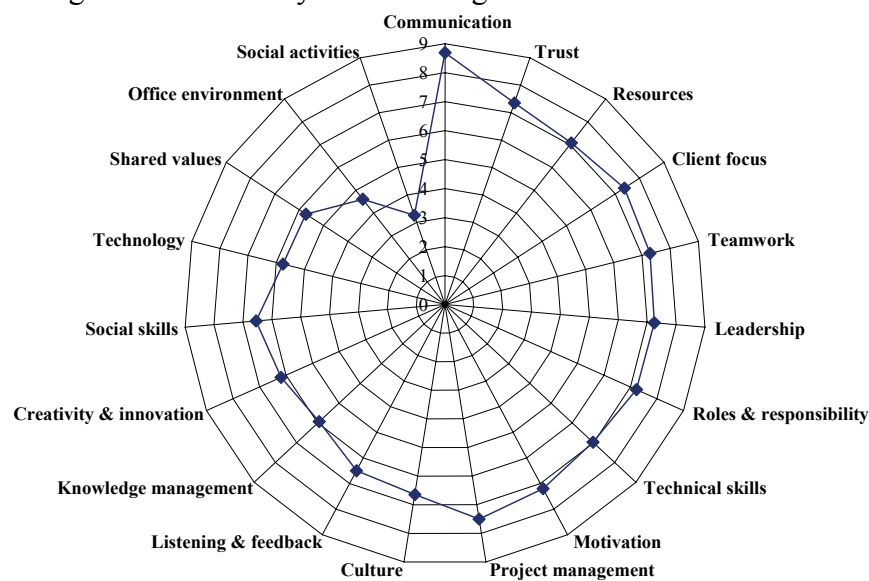 Communication
Trust
Resources
Client focus
Teamwork
Leadership
Roles & responsibility
Technical skills
Motivation
Project management
Culture
Listening & feedback
Knowledge management
Creativity & innovation
Social skills
Technology
Shared values
Office environment
Social activities
9
8
7
6
5
4
3
2
1
0